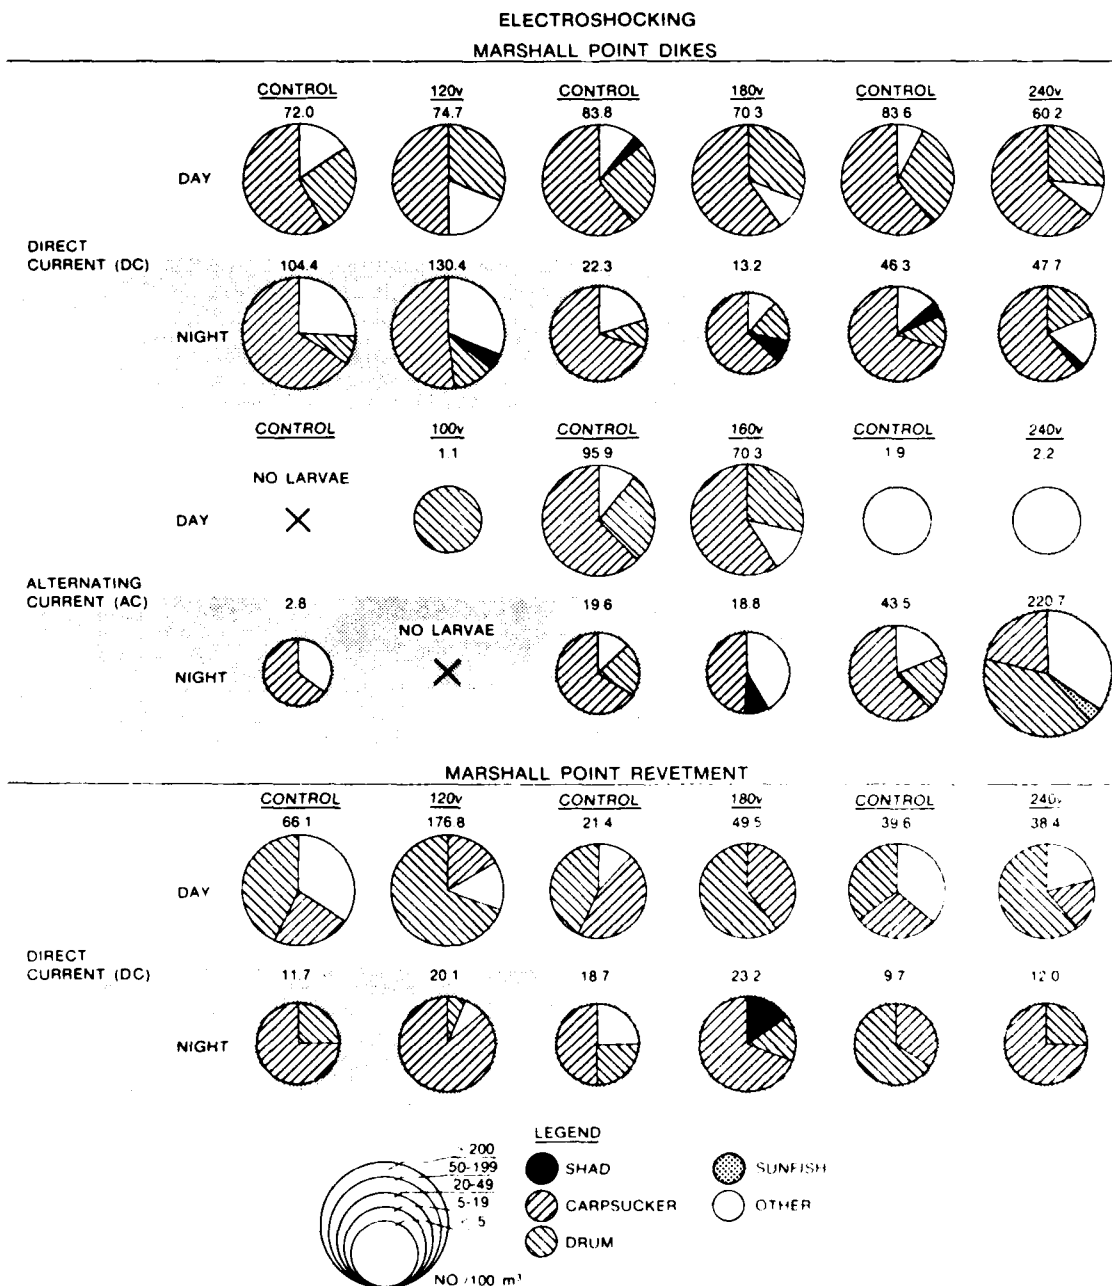 ELECTROSHOCKING
MARSHALL POINT DIKES
CONTROL 120v CONTROL 180v CONTROL 240v
72.0 74.7 83.8 70.3 83 6 60.2
DAY
DIRECT
CURRENT (DC)
104.4 130.4 22.3 13.2 46 3 47 7
NIGHT
CONTROL 100v CONTROL 160v CONTROL 240v
1.1 95.9 70 3 1 9 2.2
NO LARVAE
DAY
ALTERNATING
CURRENT (AC)
2.8 19 6 18.8 43 5 220.7
NO LARVAE
NIGHT
MARSHALL POINT REVETMENT
CONTROL 120v CONTROL 180v CONTROL 240v
66.1 176.8 21 4 49.5 39.6 38.4
DAY
DIRECT
CURRENT (DC)
11.7 20 1 18 7 23.2 9.7 12.0
NIGHT
LEGEND
200
50-199
20-49
5-19
5
NO /100 m³
SHAD
CARPSUCKER
DRUM
SUNFISH
OTHER